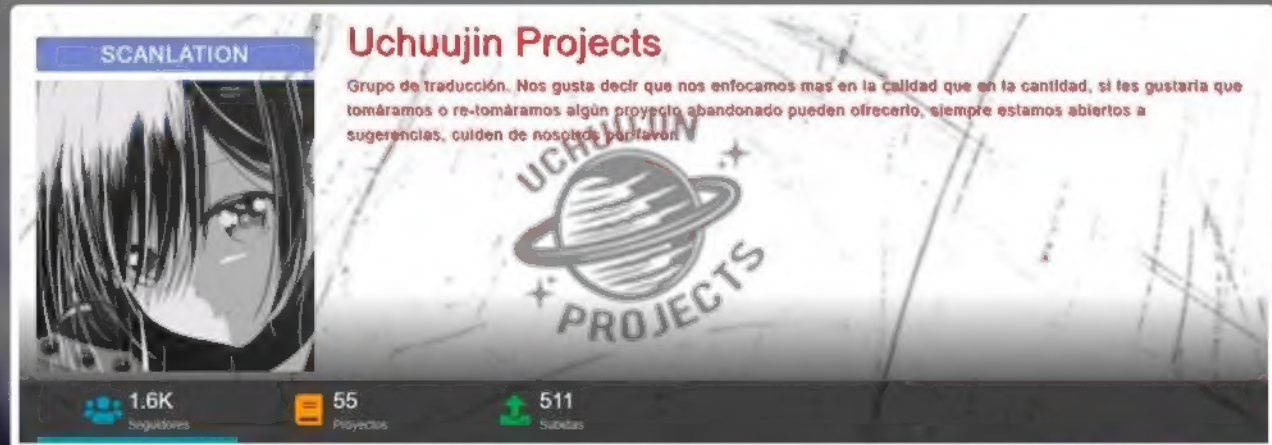 SCANLATION
Uchuujin Projects
Grupo de traducción. Nos gusta decir que nos enfocamos mas en la calidad que en la cantidad, si les gustaria que
tomáramos o re-tomáramos algún proyecto abandonado pueden ofrecerlo, siempre estamos abiertos a
sugerencias, cuiden de nosotros por favor.
UCHUUJIN
PROJECTS
1.6K
Seguidores
55
Proyectos
511
Subidas